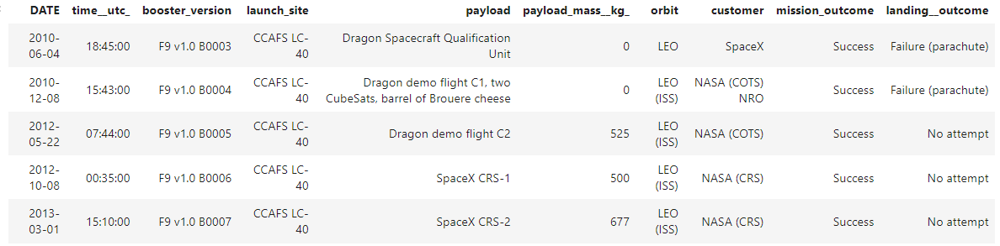 DATE time__utc_ booster_version launch_site payload payload_mass__kg_ orbit customer mission_outcome landing__outcome
2010-
06-04 18:45:00 F9 v1.0 B0003 CCAFS LC-
40 Dragon Spacecraft Qualification
Unit 0 LEO SpaceX Success Failure (parachute)
2010-
12-08 15:43:00 F9 v1.0 B0004 CCAFS LC-
40 Dragon demo flight C1, two
CubeSats, barrel of Brouere cheese 0 LEO
(ISS) NASA (COTS)
NRO Success Failure (parachute)
2012-
05-22 07:44:00 F9 v1.0 B0005 CCAFS LC-
40 Dragon demo flight C2 525 LEO
(ISS) NASA (COTS) Success No attempt
2012-
10-08 00:35:00 F9 v1.0 B0006 CCAFS LC-
40 SpaceX CRS-1 500 LEO
(ISS) NASA (CRS) Success No attempt
2013-
03-01 15:10:00 F9 v1.0 B0007 CCAFS LC-
40 SpaceX CRS-2 677 LEO
(ISS) NASA (CRS) Success No attempt